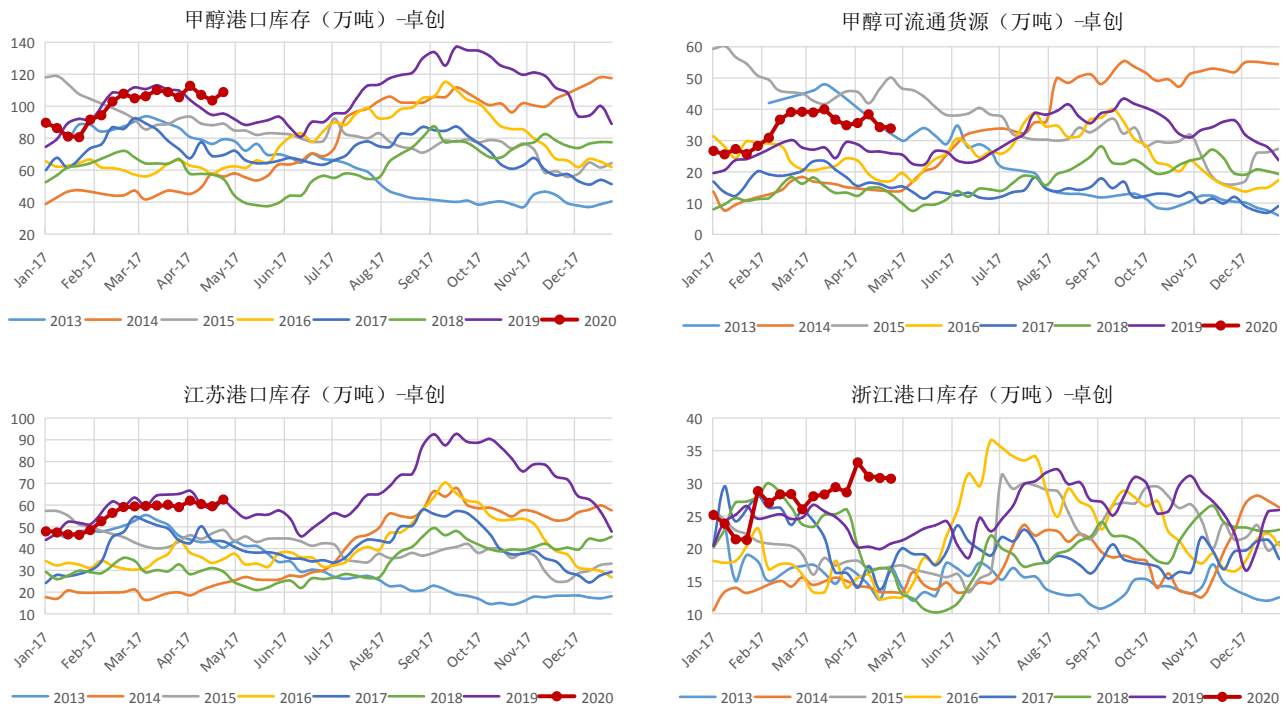 甲醇港口库存（万吨）-卓创
140
120
100
80
60
40
20
Jan-17 Feb-17 Mar-17 Apr-17 May-17 Jun-17 Jul-17 Aug-17 Sep-17 Oct-17 Nov-17 Dec-17
2013 2014 2015 2016 2017 2018 2019 2020
甲醇可流通货源（万吨）-卓创
60
50
40
30
20
10
0
Jan-17 Feb-17 Mar-17 Apr-17 May-17 Jun-17 Jul-17 Aug-17 Sep-17 Oct-17 Nov-17 Dec-17
2013 2014 2015 2016 2017 2018 2019 2020
江苏港口库存（万吨）-卓创
100
90
80
70
60
50
40
30
20
10
Jan-17 Feb-17 Mar-17 Apr-17 May-17 Jun-17 Jul-17 Aug-17 Sep-17 Oct-17 Nov-17 Dec-17
2013 2014 2015 2016 2017 2018 2019 2020
浙江港口库存（万吨）-卓创
40
35
30
25
20
15
10
Jan-17 Feb-17 Mar-17 Apr-17 May-17 Jun-17 Jul-17 Aug-17 Sep-17 Oct-17 Nov-17 Dec-17
2013 2014 2015 2016 2017 2018 2019 2020